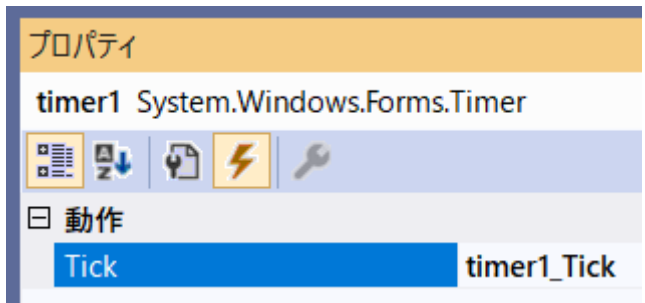 プロパティ
timer1 System.Windows.Forms.Timer
動作
Tick timer1_Tick